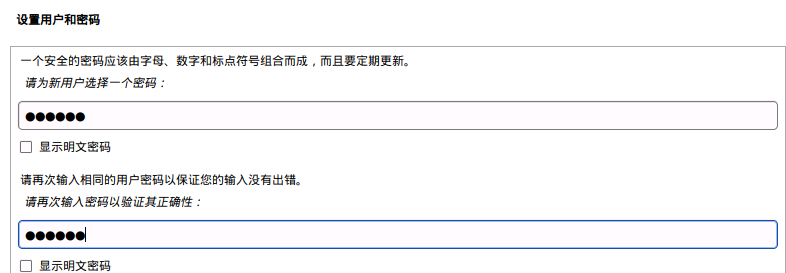 设置用户和密码
一个安全的密码应该由字母、数字和标点符号组合而成，而且要定期更新。
请为新用户选择一个密码：
●●●●●●
显示明文密码
请再次输入相同的用户密码以保证您的输入没有出错。
请再次输入密码以验证其正确性：
●●●●●●
显示明文密码